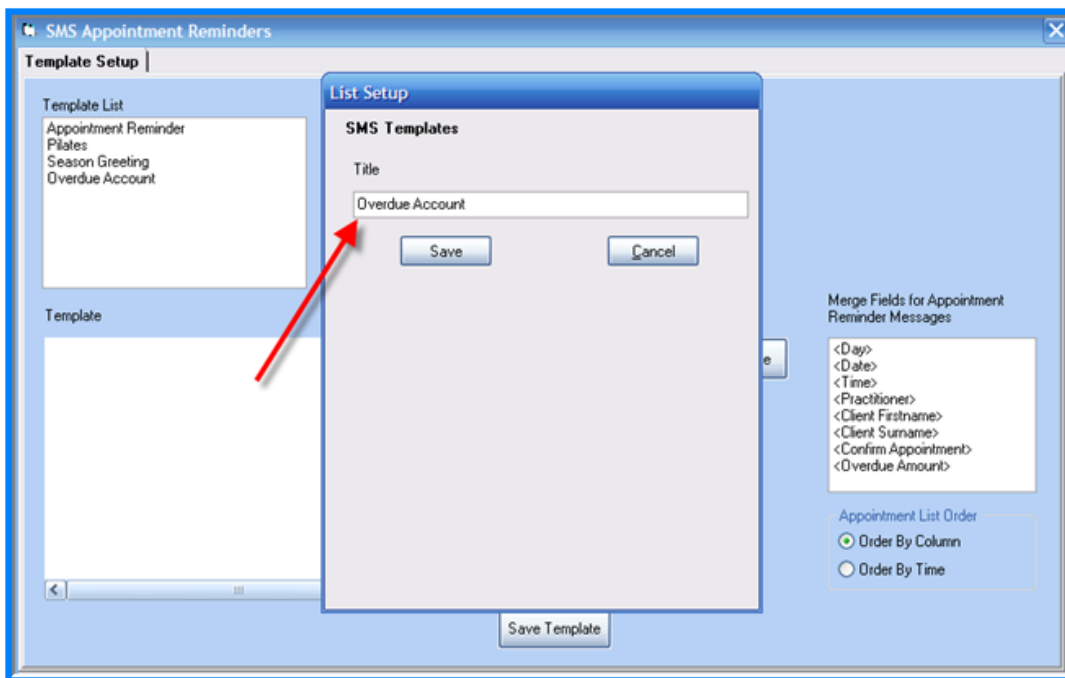 SMS Appointment Reminders
Template Setup
Template List
Appointment Reminder
Pilates
Season Greeting
Overdue Account
Template
List Setup
SMS Templates
Title
Overdue Account
Save
Cancel
e
Merge Fields for Appointment
Reminder Messages
<Day>
<Date>
<Time>
<Practitioner>
<Client Firstname>
<Client Surname>
<Confirm Appointment>
<Overdue Amount>
Appointment List Order
Order By Column
Order By Time
Save Template